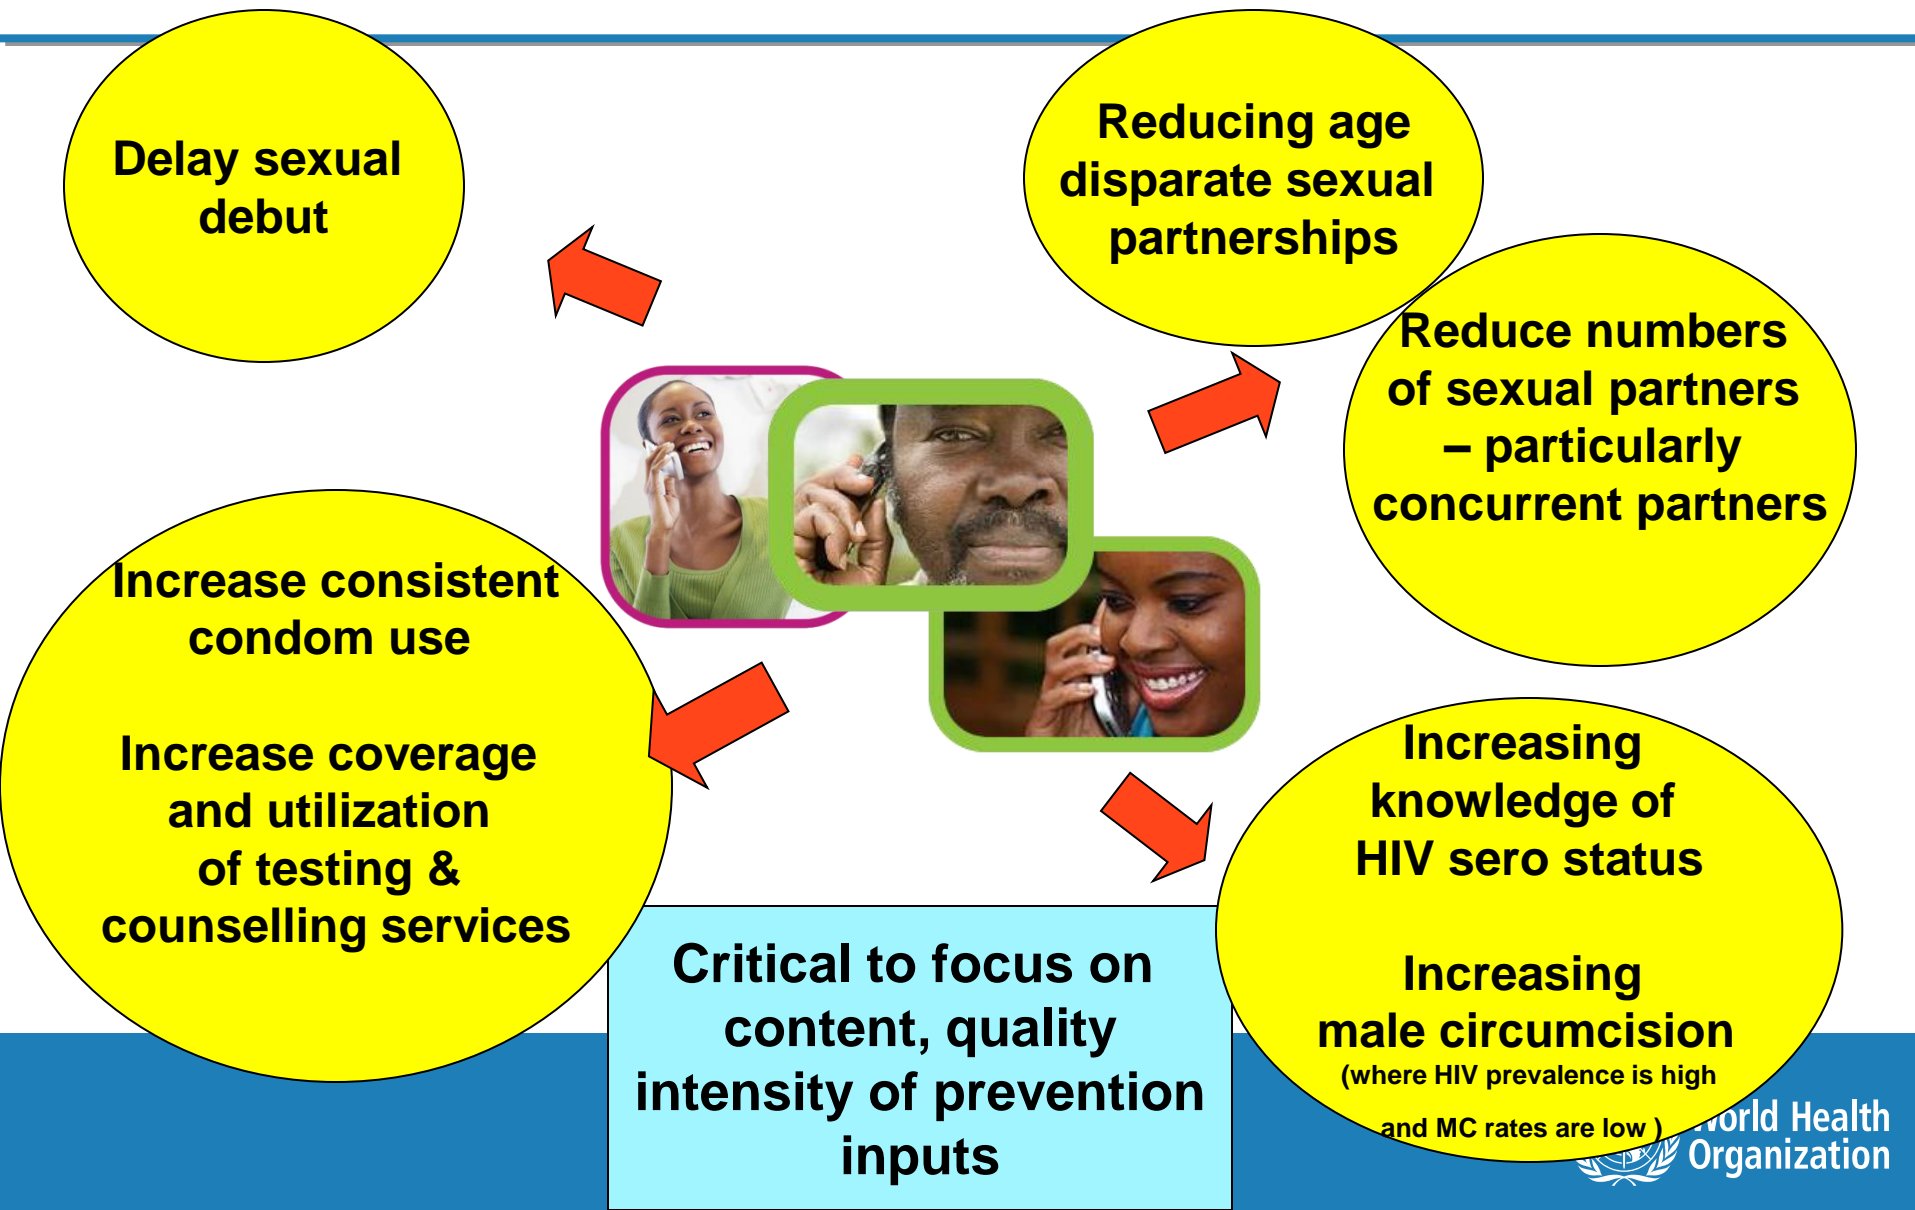 Delay sexual
debut
Reducing age
disparate sexual
partnerships
Reduce numbers
of sexual partners
– particularly
concurrent partners
Increase consistent
condom use
Increase coverage
and utilization
of testing &
counselling services
Increasing
knowledge of
HIV sero status
Increasing
male circumcision
(where HIV prevalence is high
and MC rates are low )
Critical to focus on
content, quality
intensity of prevention
inputs
World Health
Organization